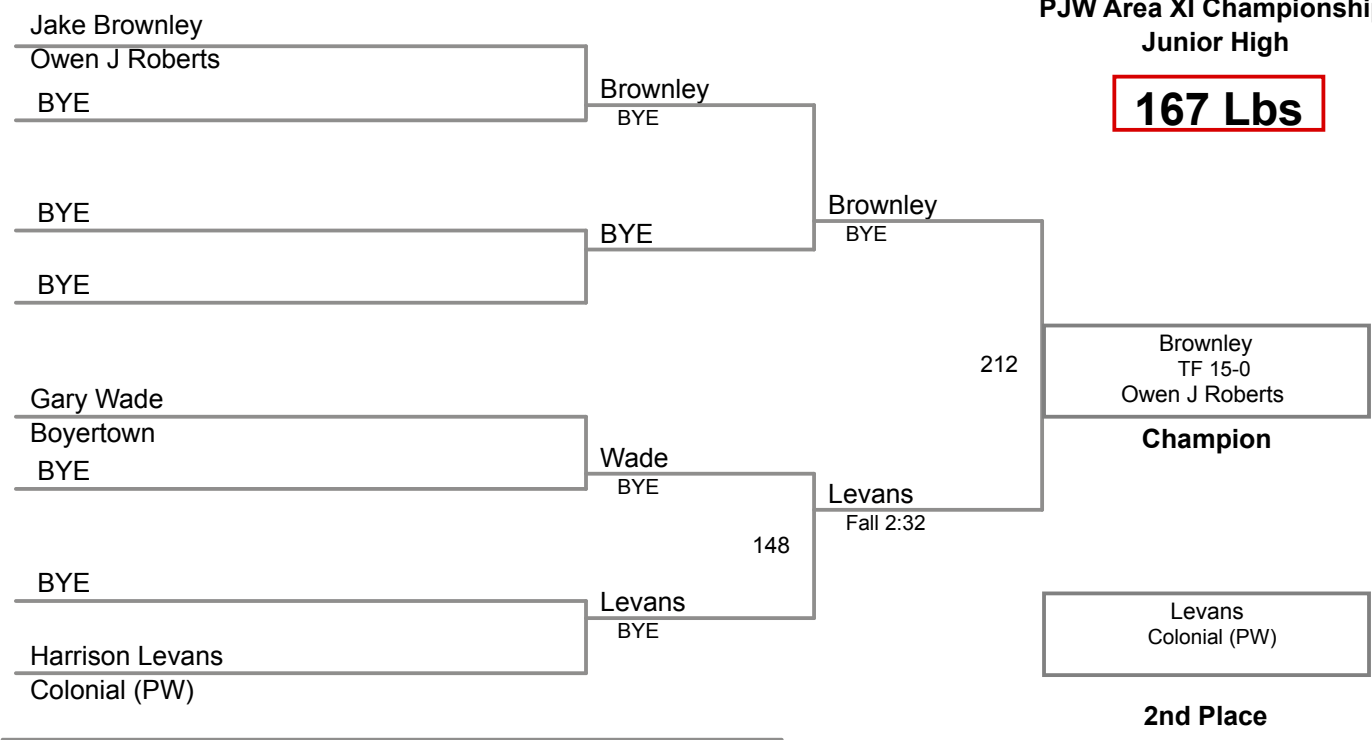 PJW Area XI Championshi
Junior High
167 Lbs
Jake Brownley
Owen J Roberts
BYE
Brownley
BYE
BYE
BYE
BYE
Brownley
BYE
Gary Wade
Boyertown
BYE
Wade
BYE
BYE
Harrison Levans
Colonial (PW)
Levans
BYE
148
Levans
Fall 2:32
212
Brownley
TF 15-0
Owen J Roberts
Champion
Levans
Colonial (PW)
2nd Place